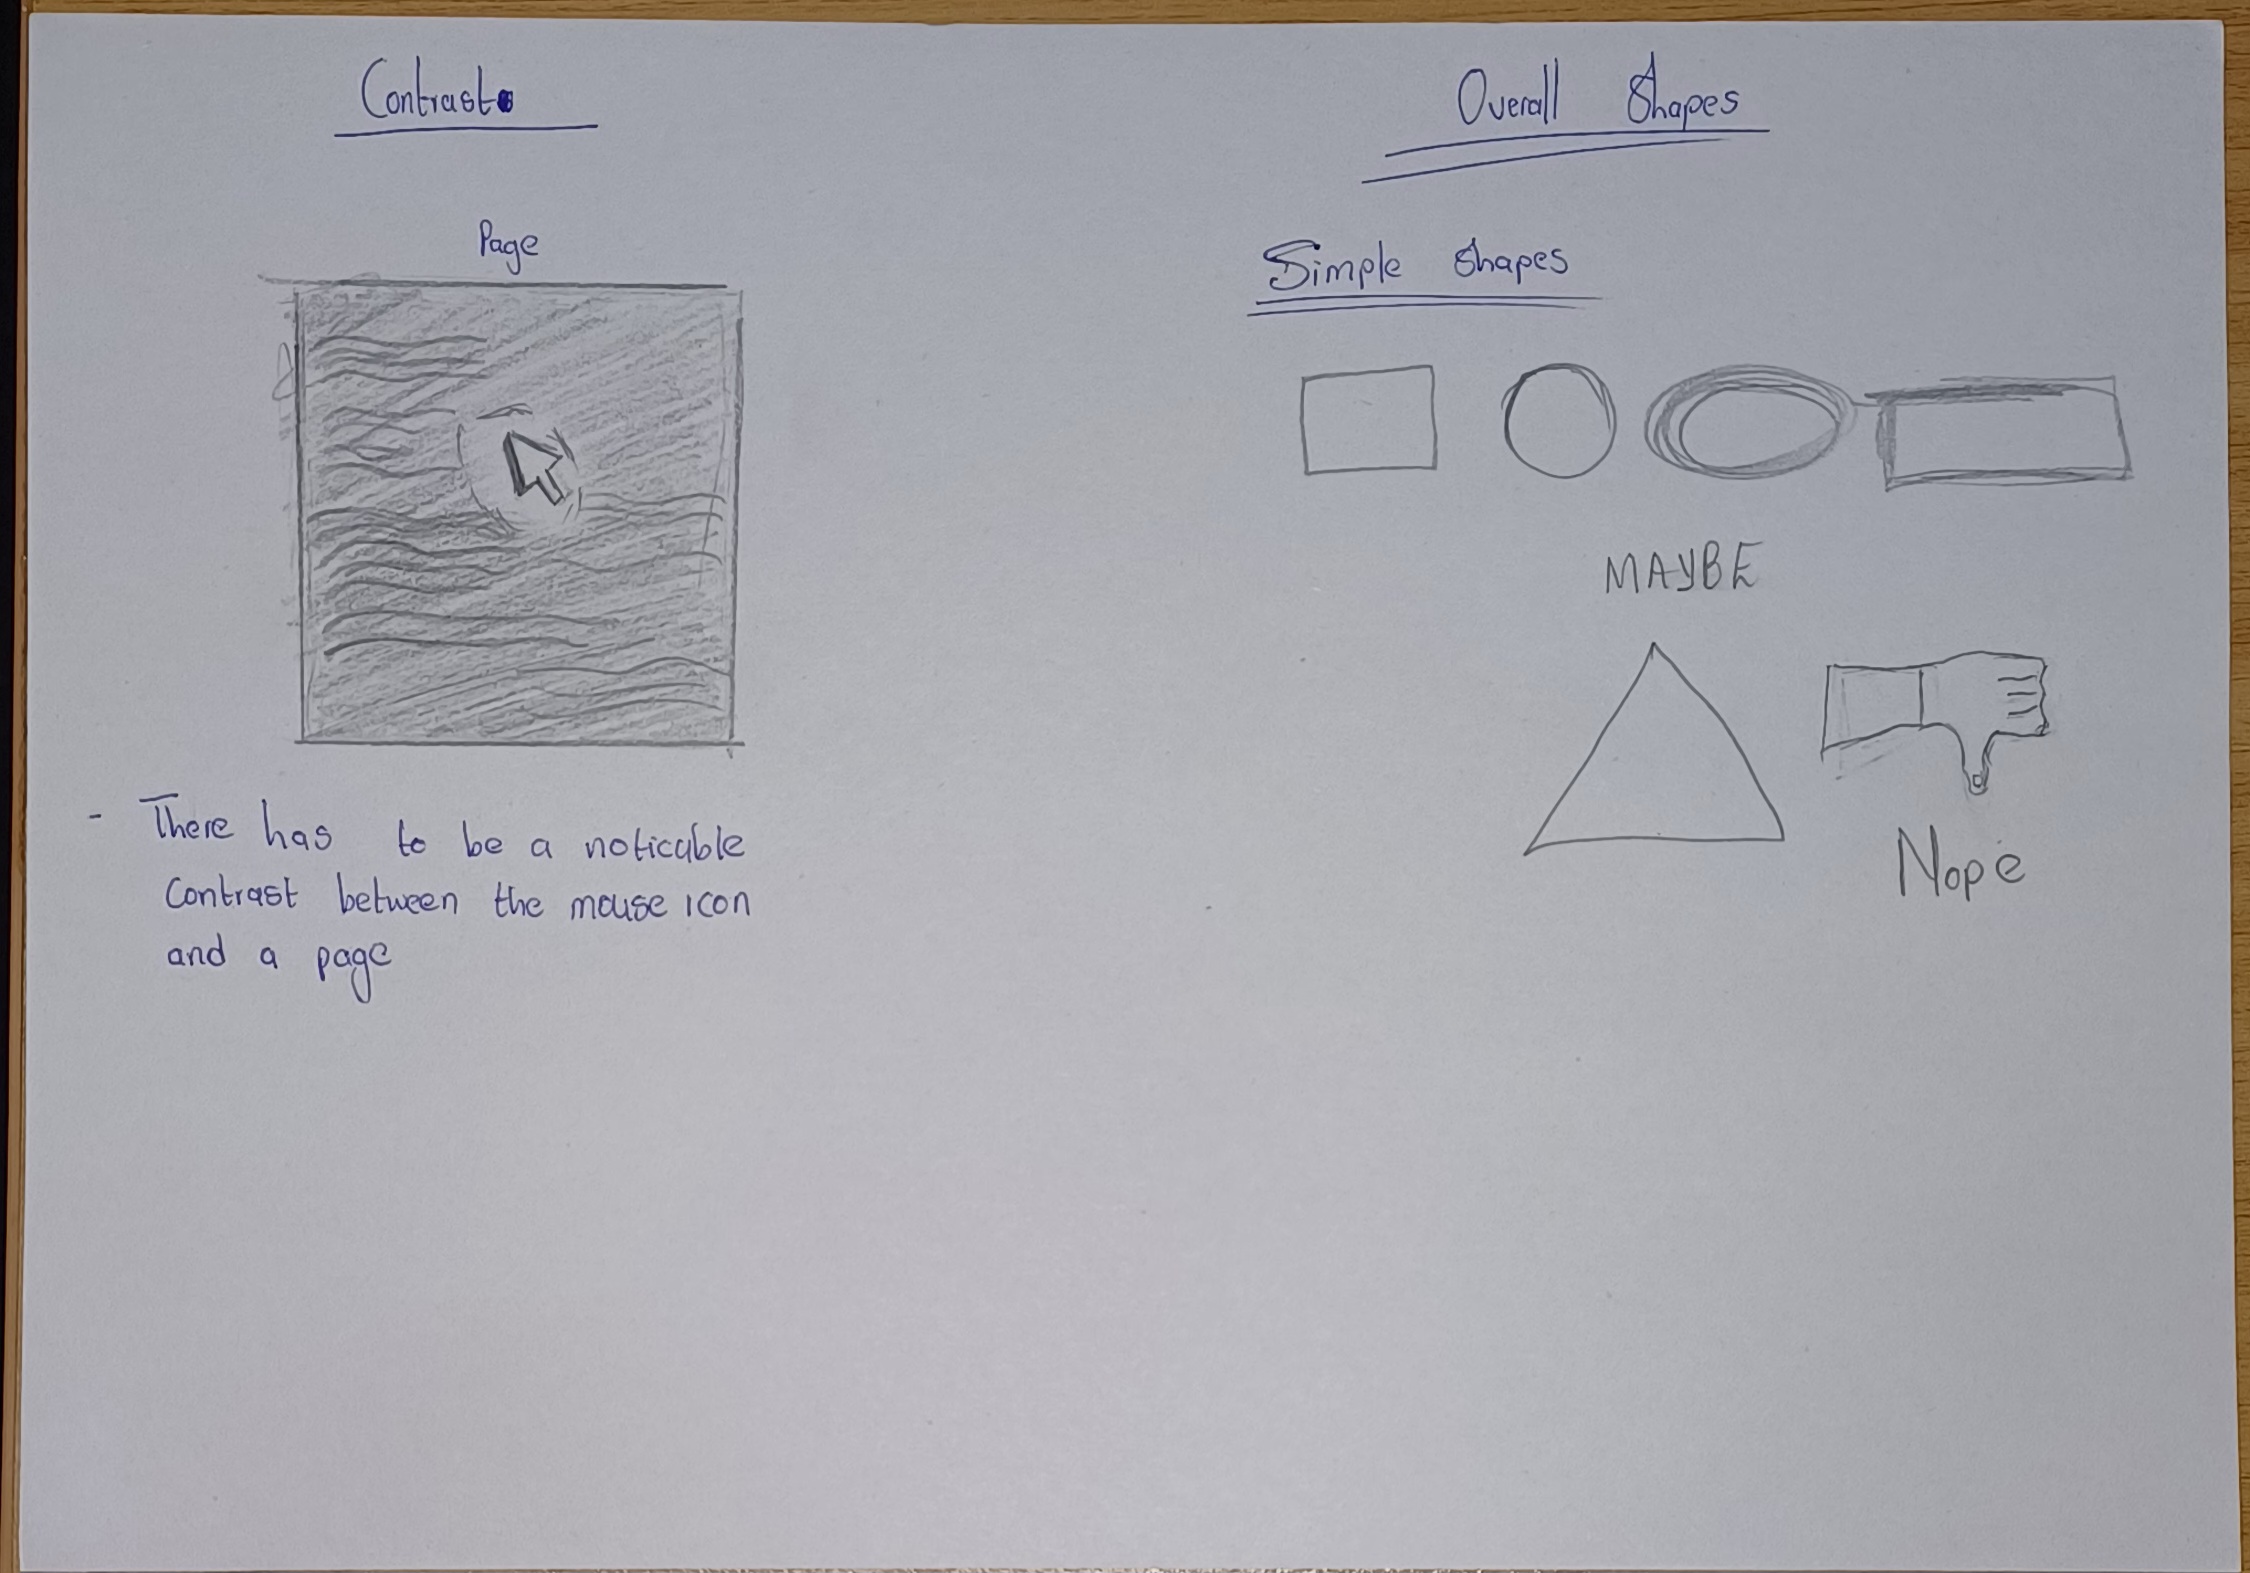 Contrast
Page
- There has to be a noticable
contrast between the mouse icon
and a page
Overall Shapes
Simple Shapes
MAYBE
Nope